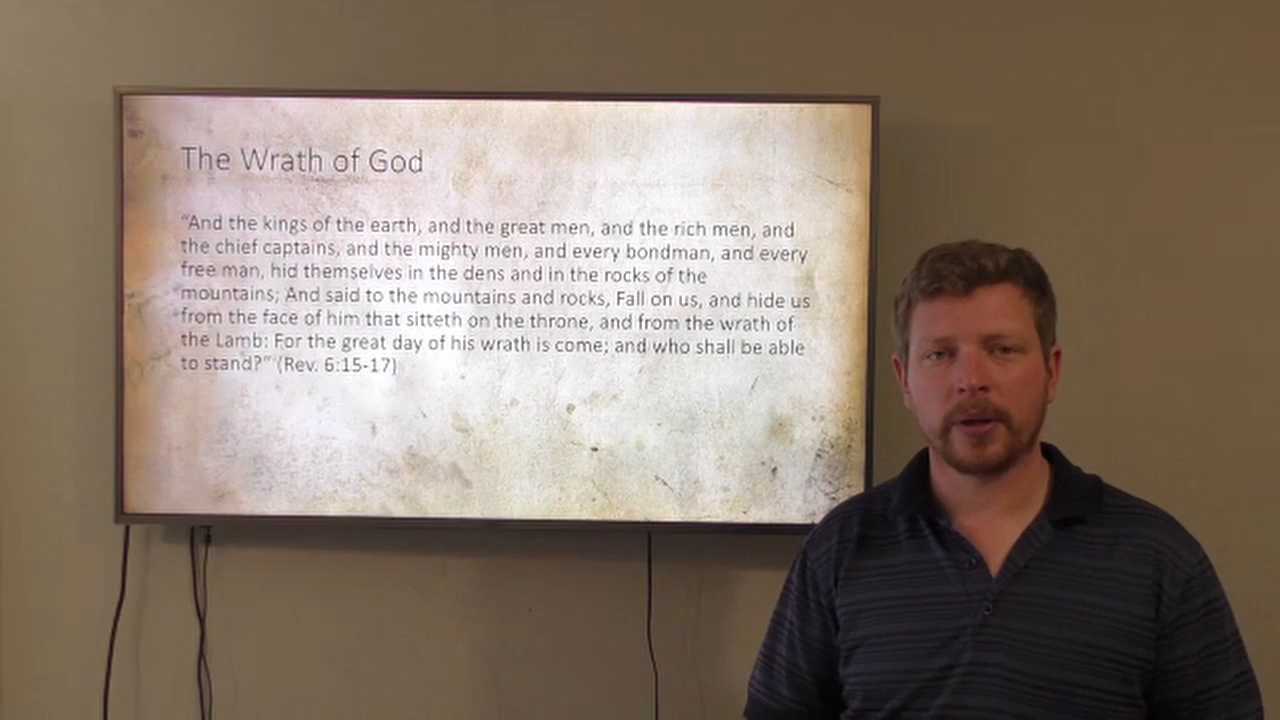 The Wrath of God
“And the kings of the earth, and the great men, and the rich men, and
the chief captains, and the mighty men, and every bondman, and every
free man, hid themselves in the dens and in the rocks of the
mountains; And said to the mountains and rocks, Fall on us, and hide us
from the face of him that sitteth on the throne, and from the wrath of
the Lamb: For the great day of his wrath is come; and who shall be able
to stand?” (Rev. 6:15-17)